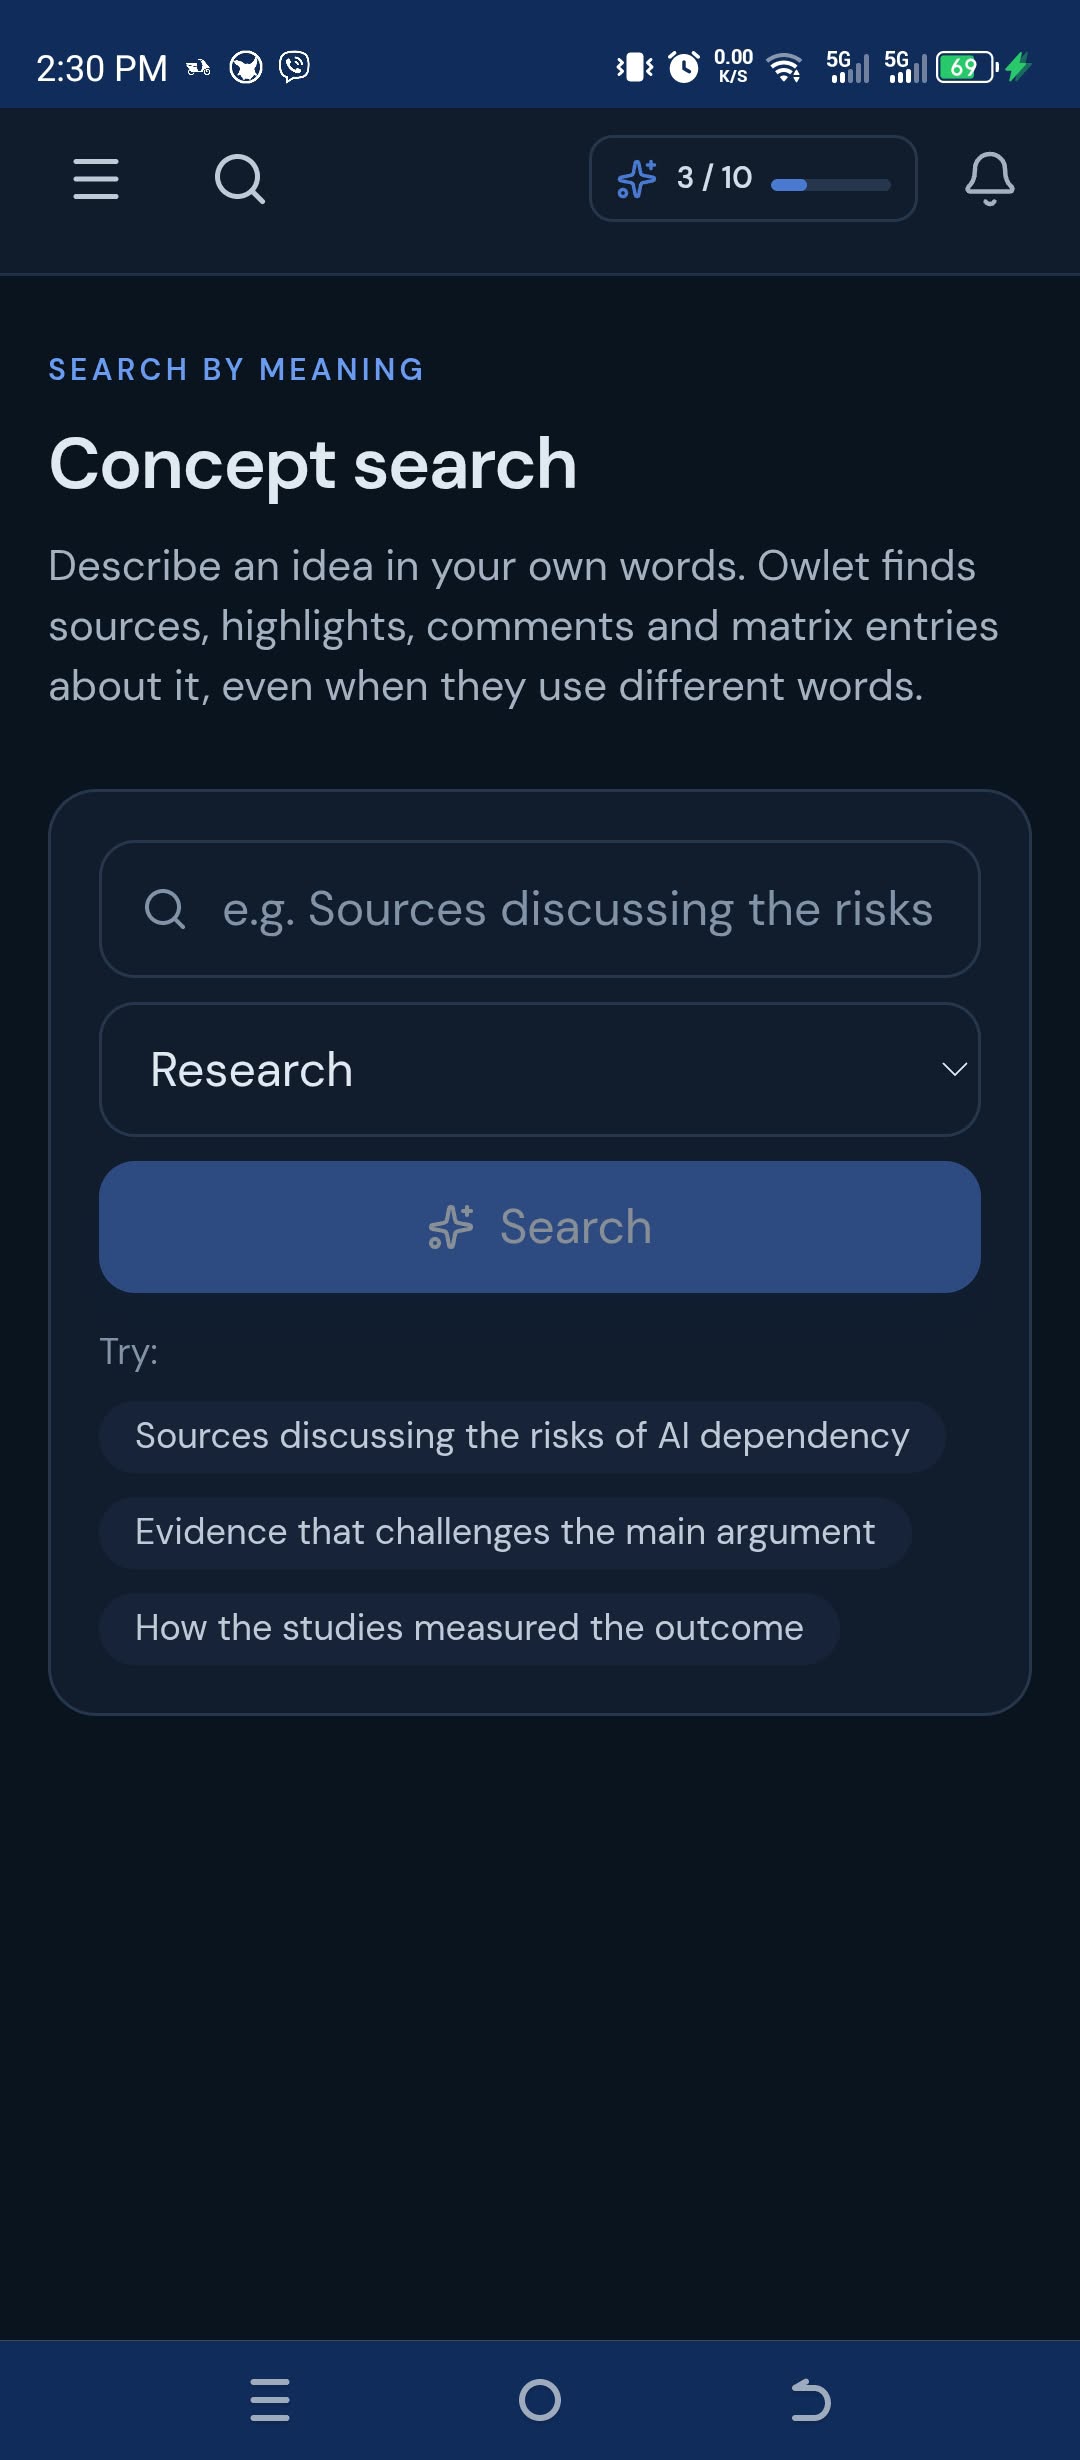 2:30 PM
0.00
K/S
5G
5G
69
3 / 10
SEARCH BY MEANING
Concept search
Describe an idea in your own words. Owlet finds
sources, highlights, comments and matrix entries
about it, even when they use different words.
e.g. Sources discussing the risks
Research
Search
Try:
Sources discussing the risks of AI dependency
Evidence that challenges the main argument
How the studies measured the outcome